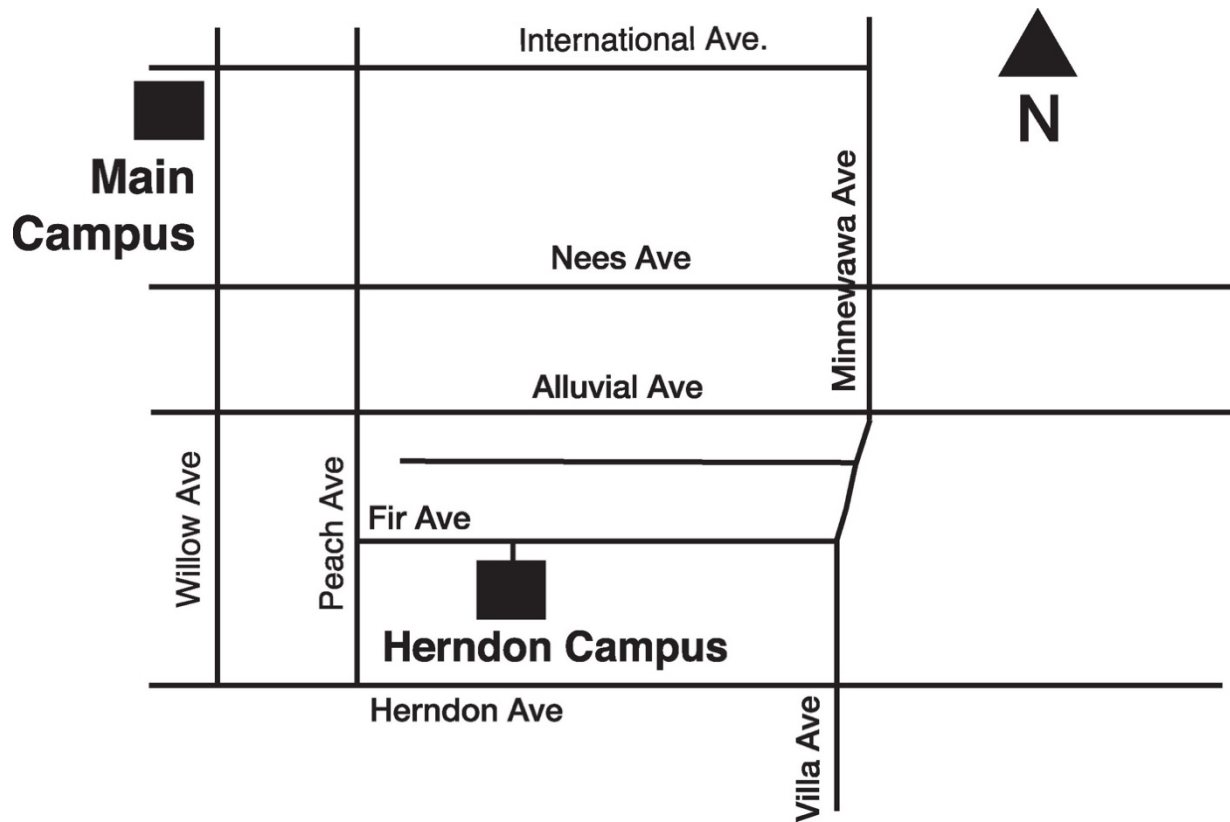 International Ave.
N
Main
Campus
Minnewawa Ave
Nees Ave
Alluvial Ave
Willow Ave
Peach Ave
Fir Ave
Herndon Campus
Herndon Ave
Villa Ave